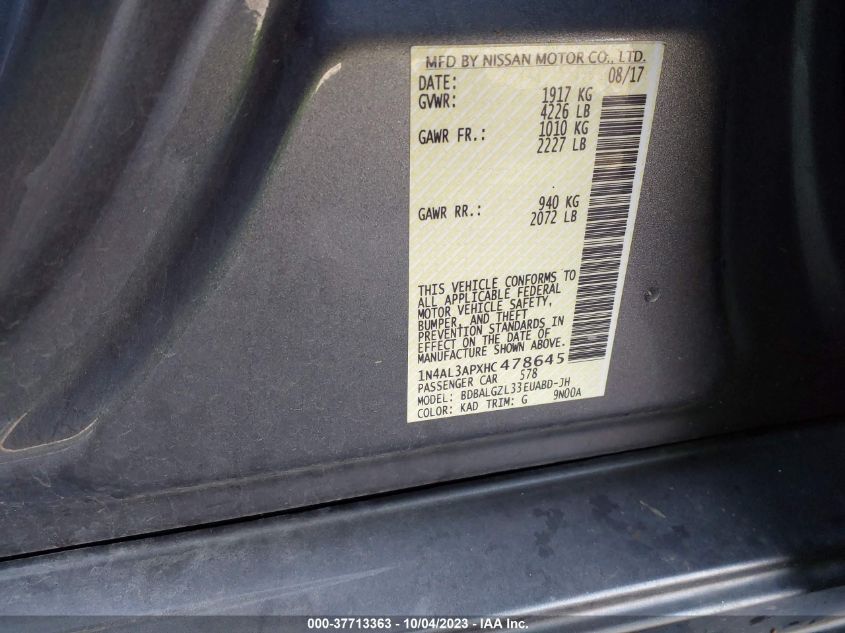 MFD BY NISSAN MOTOR CO., LTD.
DATE: 08/17
GVWR: 1917 KG
4226 LB
GAWR FR.: 1010 KG
2227 LB
GAWR RR.: 940 KG
2072 LB
THIS VEHICLE CONFORMS TO
ALL APPLICABLE FEDERAL
MOTOR VEHICLE SAFETY,
BUMPER, AND THEFT
PREVENTION STANDARDS IN
EFFECT ON THE DATE OF
MANUFACTURE SHOWN ABOVE.
1N4AL3APXHC478645
PASSENGER CAR 578
MODEL: BDBALGZL33EUABD-JH
COLOR: KAD TRIM: G 9N00A
000-37713363 - 10/04/2023 - IAA Inc.